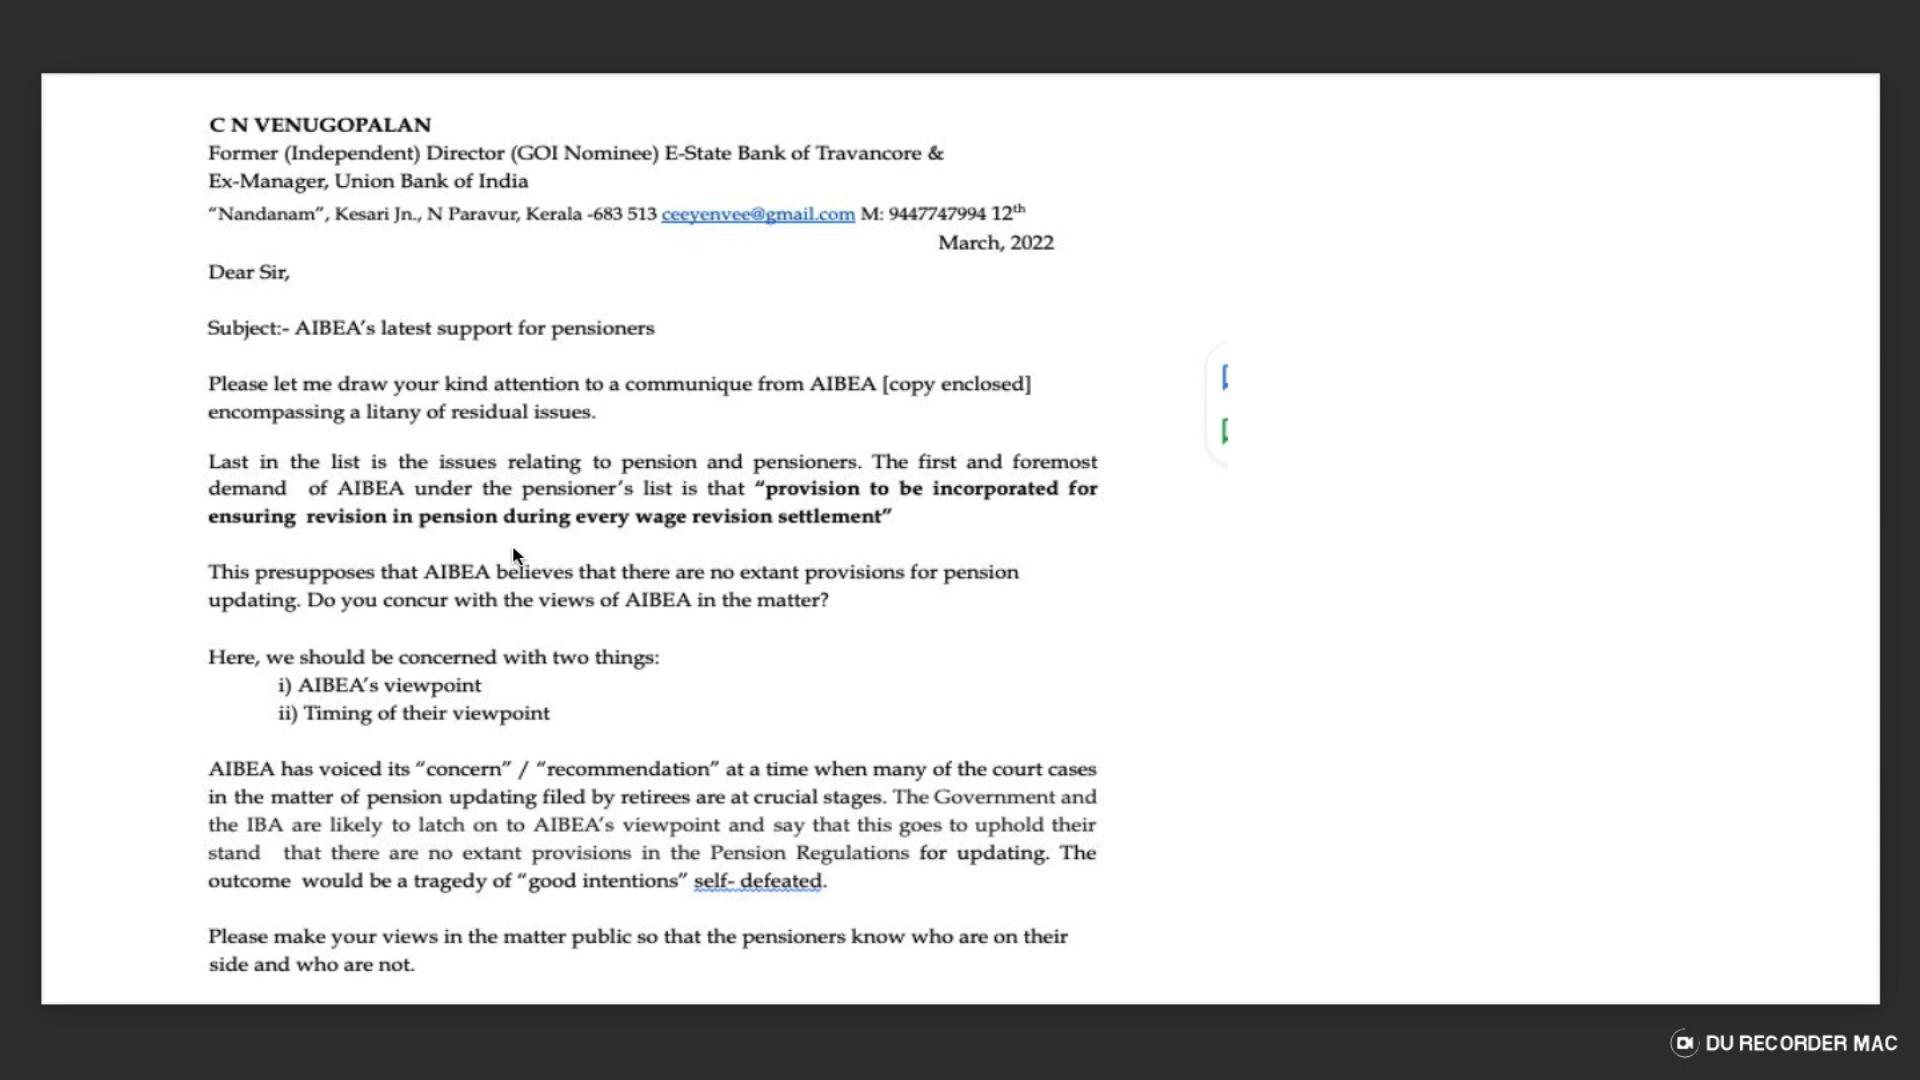 C N VENUGOPALAN
Former (Independent) Director (GOI Nominee) E-State Bank of Travancore &
Ex-Manager, Union Bank of India
“Nandanam”, Kesari Jn., N Paravur, Kerala -683 513 ceeyenvee@gmail.com M: 9447747994 12th
March, 2022
Dear Sir,
Subject:- AIBEA’s latest support for pensioners
Please let me draw your kind attention to a communique from AIBEA [copy enclosed]
encompassing a litany of residual issues.
Last in the list is the issues relating to pension and pensioners. The first and foremost
demand of AIBEA under the pensioner’s list is that “provision to be incorporated for
ensuring revision in pension during every wage revision settlement”
This presupposes that AIBEA believes that there are no extant provisions for pension
updating. Do you concur with the views of AIBEA in the matter?
Here, we should be concerned with two things:
i) AIBEA’s viewpoint
ii) Timing of their viewpoint
AIBEA has voiced its “concern” / “recommendation” at a time when many of the court cases
in the matter of pension updating filed by retirees are at crucial stages. The Government and
the IBA are likely to latch on to AIBEA’s viewpoint and say that this goes to uphold their
stand that there are no extant provisions in the Pension Regulations for updating. The
outcome would be a tragedy of “good intentions” self- defeated.
Please make your views in the matter public so that the pensioners know who are on their
side and who are not.
DU RECORDER MAC